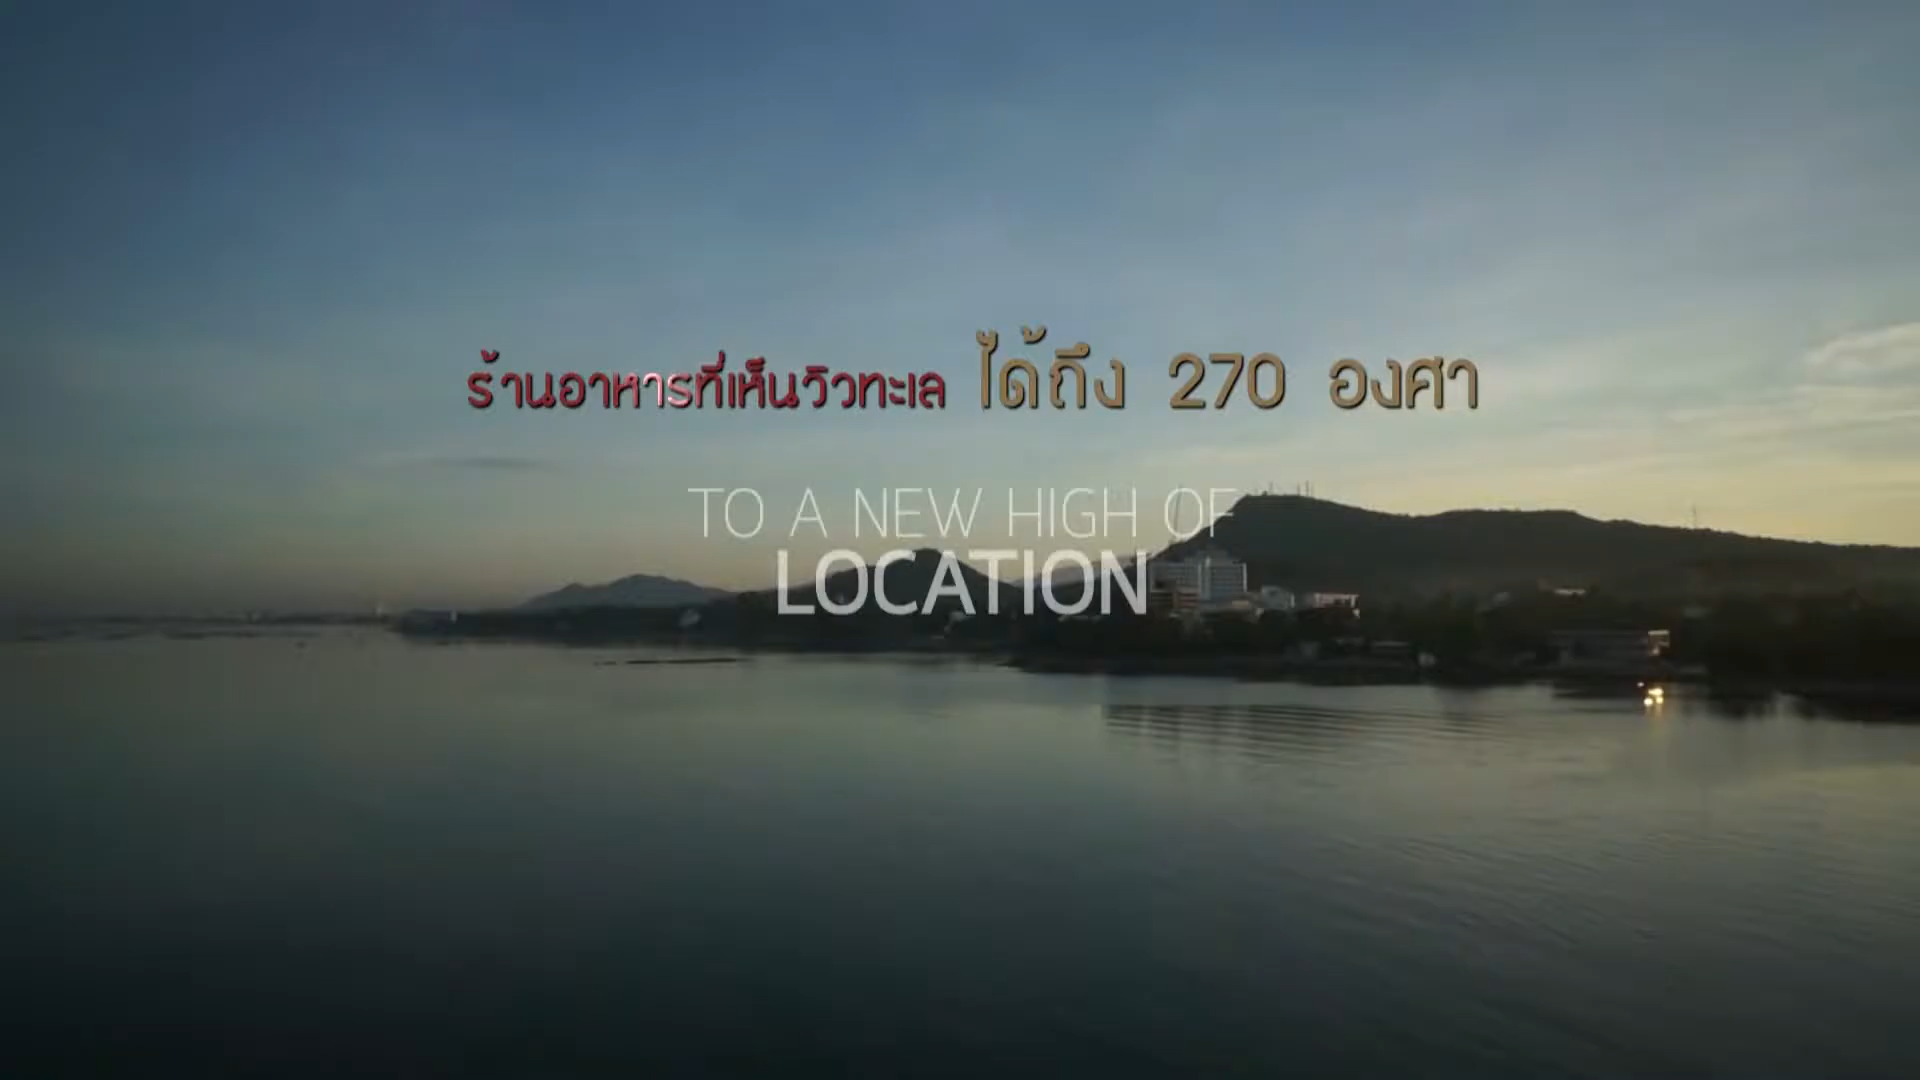 ร้านอาหารที่เห็นวิวทะเล ได้ถึง 270 องศา
TO A NEW HIGH OF
LOCATION